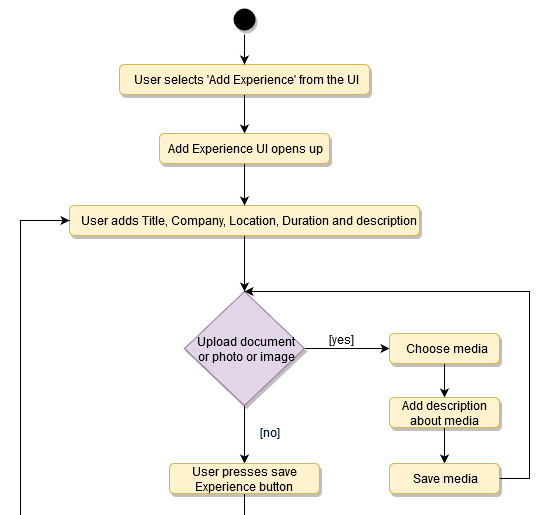 User selects 'Add Experience' from the UI
Add Experience UI opens up
User adds Title, Company, Location, Duration and description
Upload document
or photo or image
[yes]
Choose media
Add description
about media
[no]
User presses save
Experience button
Save media